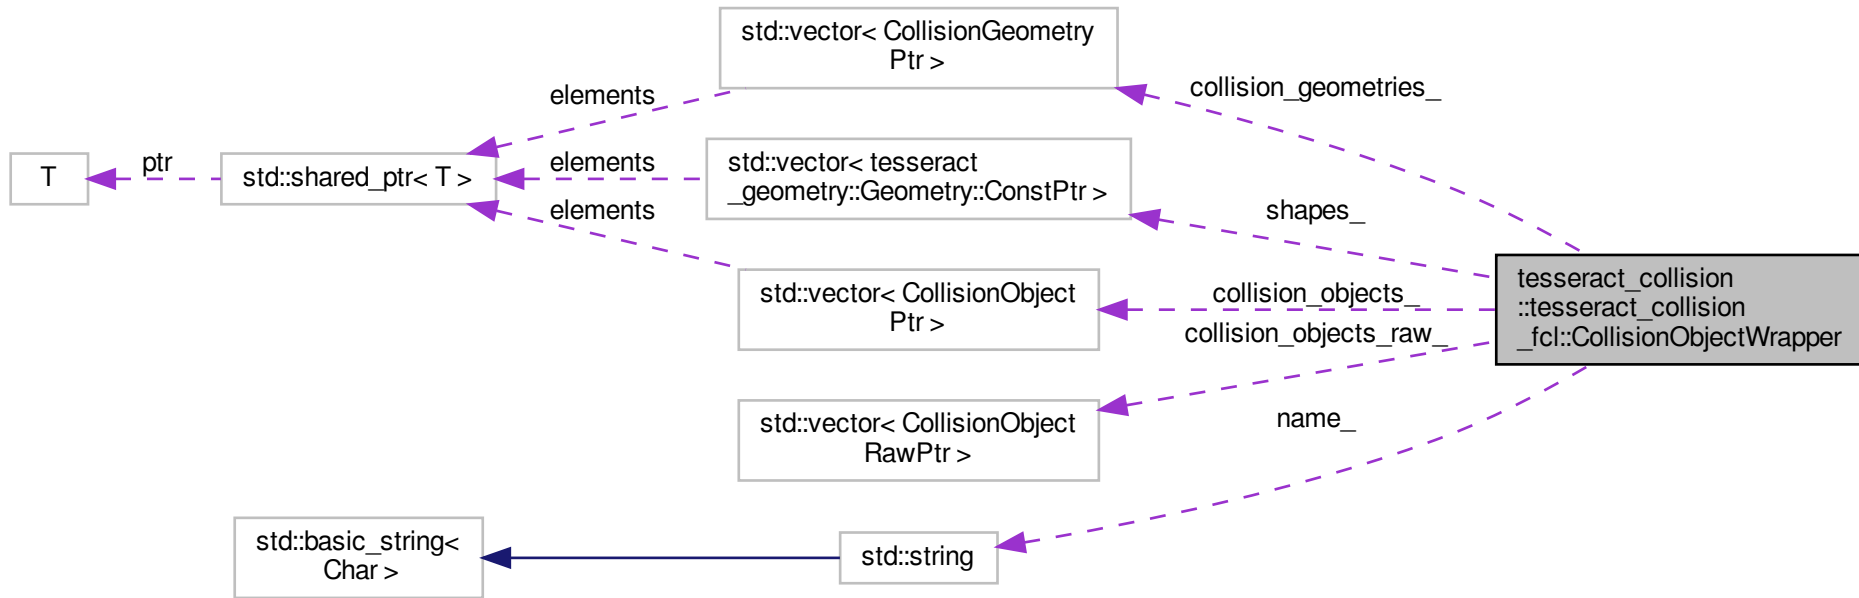 std::vector< CollisionGeometry
Ptr >
collision_geometries_
elements
T
ptr
std::shared_ptr< T >
elements
std::vector< tesseract
_geometry::Geometry::ConstPtr >
elements
shapes_
std::vector< CollisionObject
Ptr >
collision_objects_
collision_objects_raw_
tesseract_collision
::tesseract_collision
_fcl::CollisionObjectWrapper
std::vector< CollisionObject
RawPtr >
name_
std::basic_string<
Char >
std::string